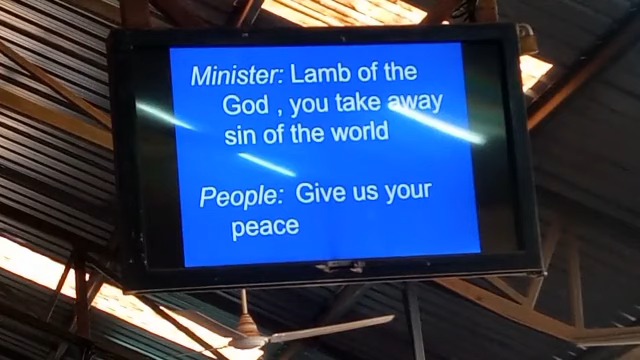 Minister: Lamb of the
God , you take away
sin of the world
People: Give us your
peace